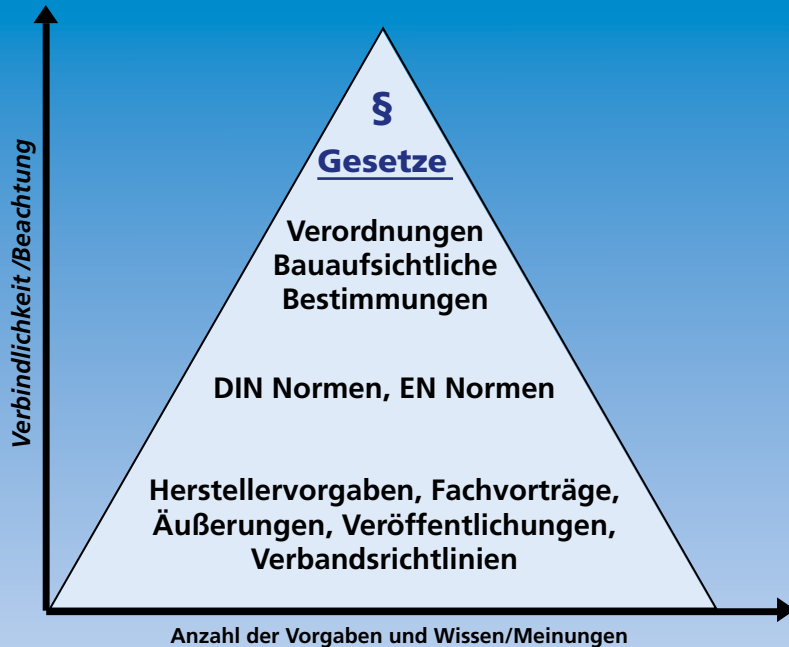 §
Gesetze
Verordnungen
Bauaufsichtliche
Bestimmungen
DIN Normen, EN Normen
Herstellervorgaben, Fachvorträge,
Äußerungen, Veröffentlichungen,
Verbandsrichtlinien
Verbindlichkeit /Beachtung
Anzahl der Vorgaben und Wissen/Meinungen